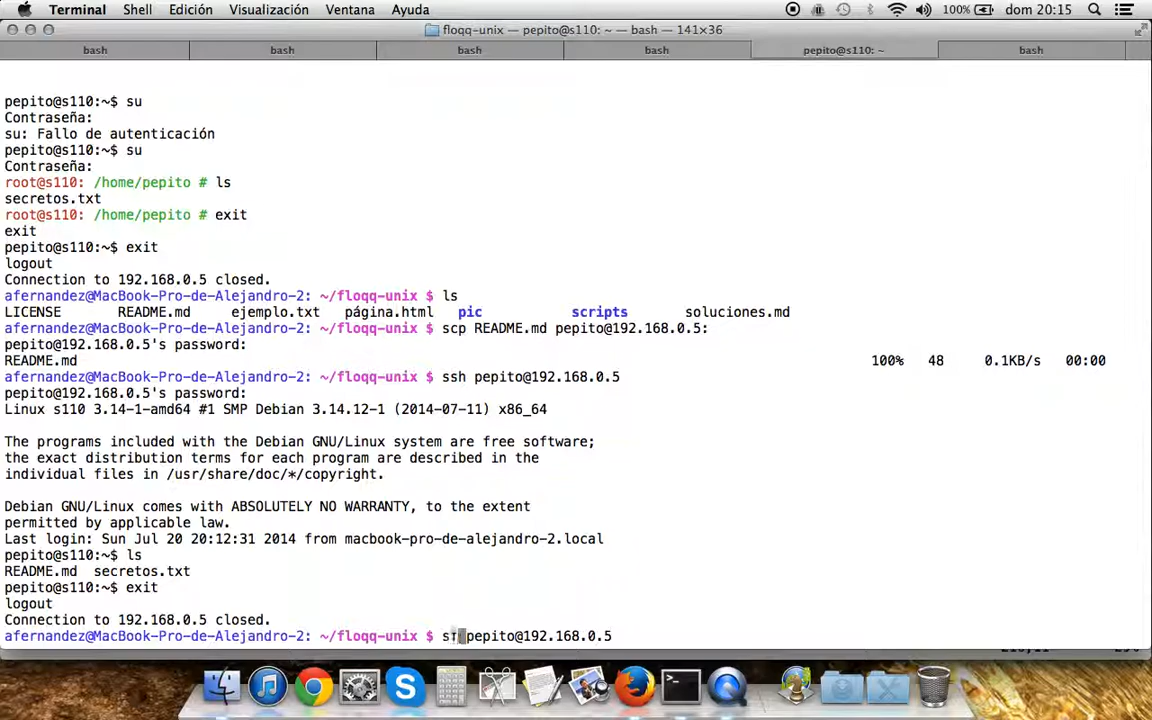 Terminal Shell Edición Visualización Ventana Ayuda 100% dom 20:15
floqq-unix — pepito@s110: ~ — bash — 141×36
bash bash bash bash pepito@s110: ~ bash
pepito@s110:~$ su
Contraseña:
su: Fallo de autenticación
pepito@s110:~$ su
Contraseña:
root@s110: /home/pepito # ls
secretos.txt
root@s110: /home/pepito # exit
exit
pepito@s110:~$ exit
logout
Connection to 192.168.0.5 closed.
afernandez@MacBook-Pro-de-Alejandro-2: ~/floqq-unix $ ls
LICENSE README.md ejemplo.txt página.html pic scripts soluciones.md
afernandez@MacBook-Pro-de-Alejandro-2: ~/floqq-unix $ scp README.md pepito@192.168.0.5:
pepito@192.168.0.5's password:
README.md 100% 48 0.1KB/s 00:00
afernandez@MacBook-Pro-de-Alejandro-2: ~/floqq-unix $ ssh pepito@192.168.0.5
pepito@192.168.0.5's password:
Linux s110 3.14-1-amd64 #1 SMP Debian 3.14.12-1 (2014-07-11) x86_64
The programs included with the Debian GNU/Linux system are free software;
the exact distribution terms for each program are described in the
individual files in /usr/share/doc/*/copyright.
Debian GNU/Linux comes with ABSOLUTELY NO WARRANTY, to the extent
permitted by applicable law.
Last login: Sun Jul 20 20:12:31 2014 from macbook-pro-de-alejandro-2.local
pepito@s110:~$ ls
README.md secretos.txt
pepito@s110:~$ exit
logout
Connection to 192.168.0.5 closed.
afernandez@MacBook-Pro-de-Alejandro-2: ~/floqq-unix $ pepito@192.168.0.5